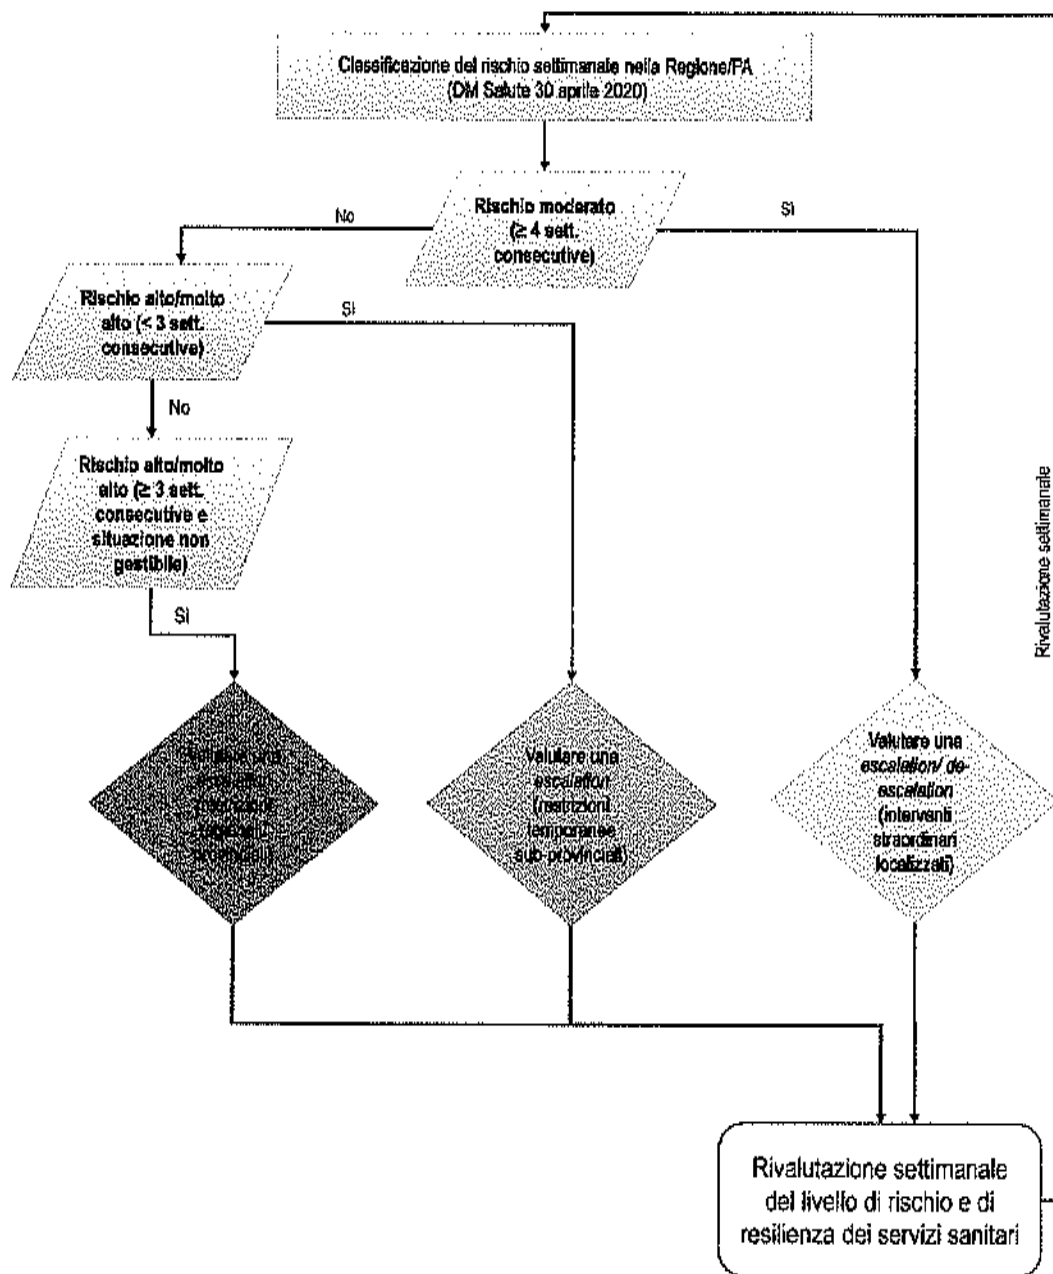 Classificazione del rischio settimanale nella Regione/PA
(DM Salute 30 aprile 2020)
Rischio moderato
(≥ 4 sett.
consecutive)
No
Sì
Rischio alto/molto
alto (< 3 sett.
consecutive)
Sì
No
Rischio alto/molto
alto (≥ 3 sett.
consecutive e
situazione non
gestibile)
Sì
Rivalutazione settimanale
Valutare una
escalation
Valutare una
escalation
(restrizioni
temporanee
sub-provinciali)
Valutare una
escalation/ de-
escalation
(interventi
straordinari
localizzati)
Rivalutazione settimanale
del livello di rischio e di
resilienza dei servizi sanitari